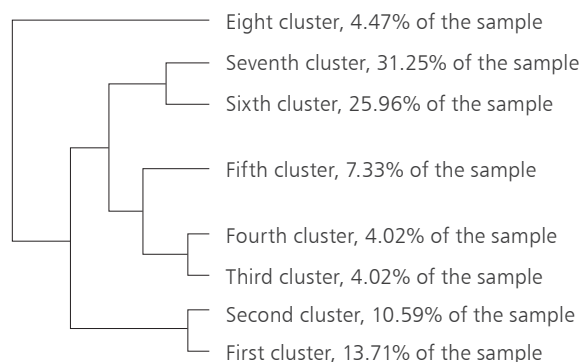 Eight cluster, 4.47% of the sample
Seventh cluster, 31.25% of the sample
Sixth cluster, 25.96% of the sample
Fifth cluster, 7.33% of the sample
Fourth cluster, 4.02% of the sample
Third cluster, 4.02% of the sample
Second cluster, 10.59% of the sample
First cluster, 13.71% of the sample